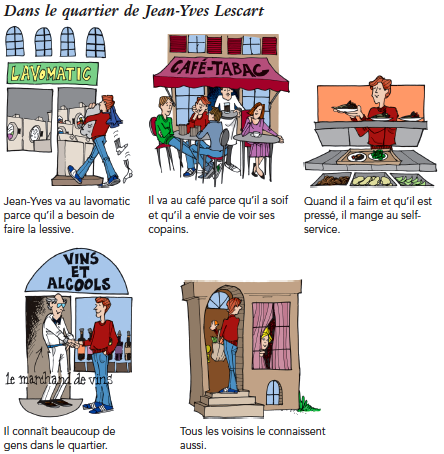 Dans le quartier de Jean-Yves Lescart
LAVOMATIC
CAFÉ-TABAC
Jean-Yves va au lavomatic
parce qu'il a besoin de
faire la lessive.
Il va au café parce qu'il a soif
et qu'il a envie de voir ses
copains.
Quand il a faim et qu'il est
pressé, il mange au self-
service.
VINS
ET
ALCOOLS
le marchand de vins
Il connaît beaucoup de
gens dans le quartier.
Tous les voisins le connaissent
aussi.